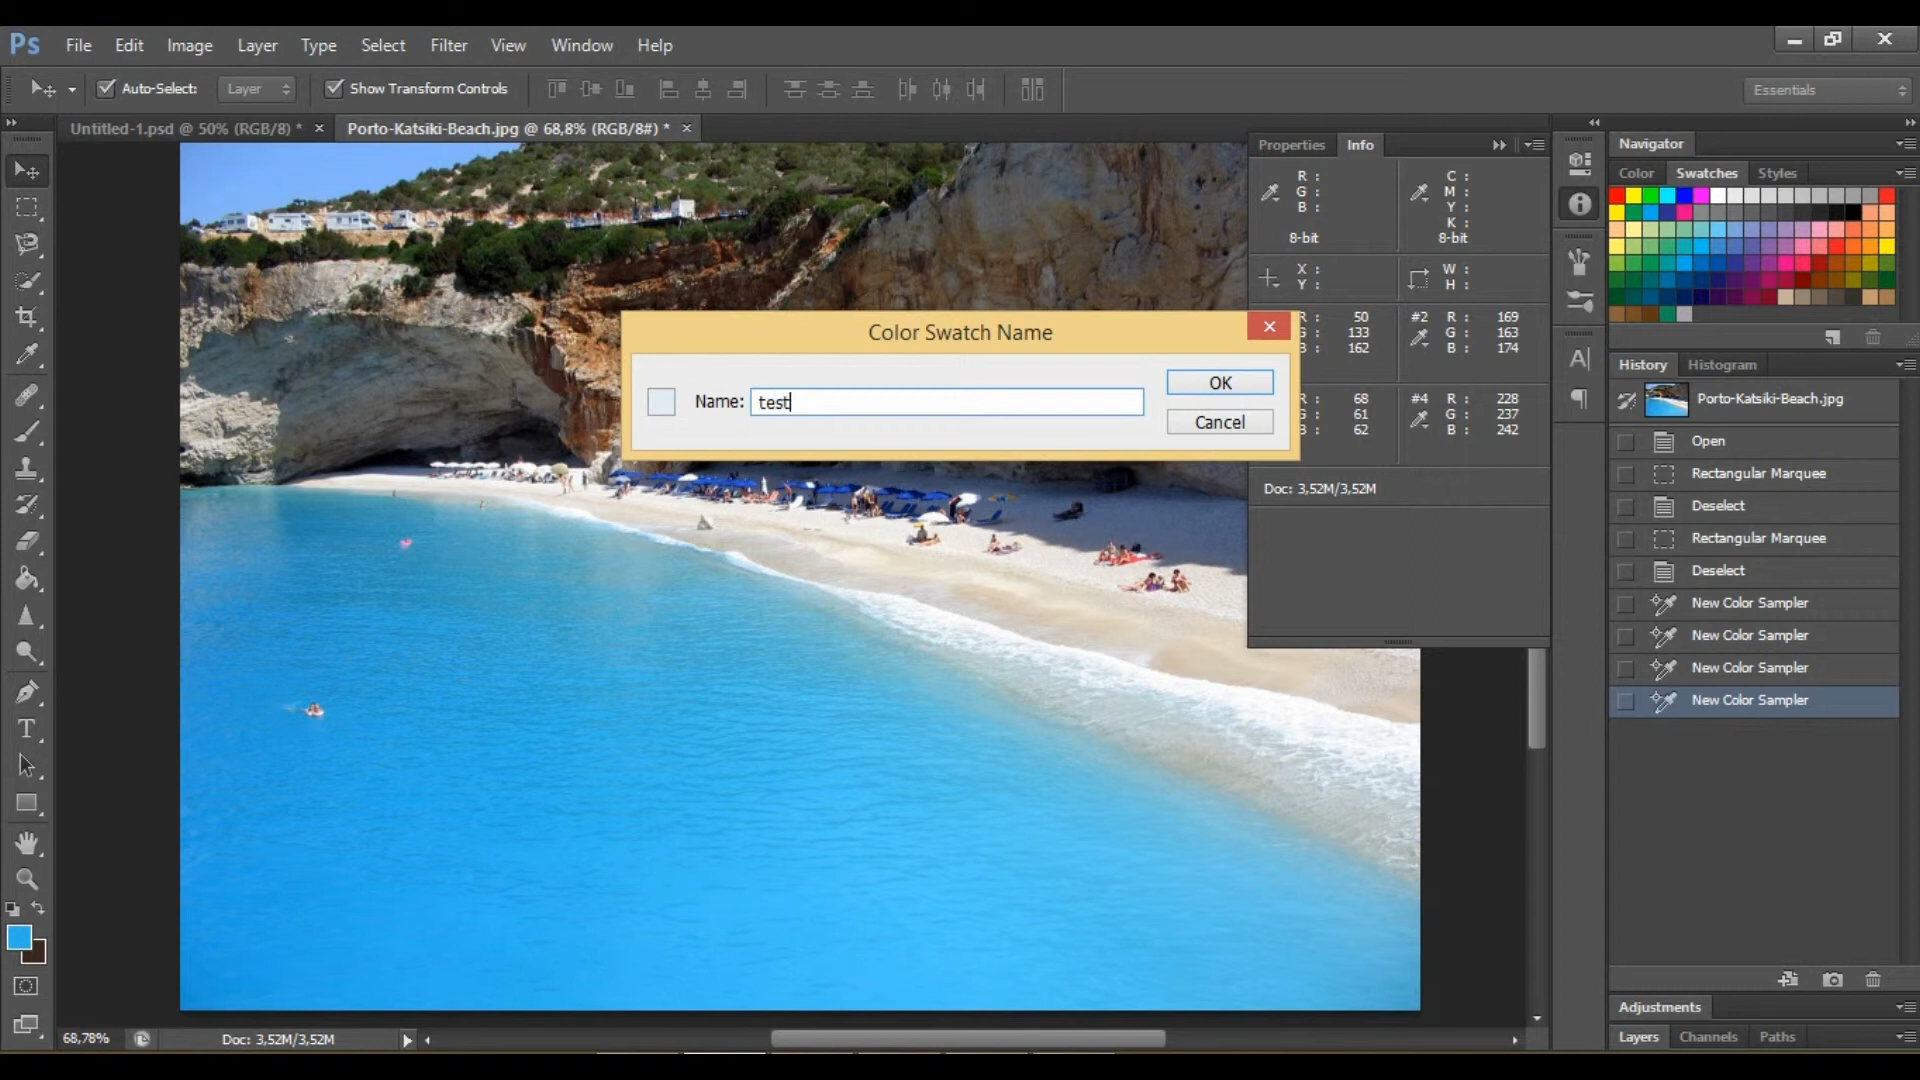 Ps File Edit Image Layer Type Select Filter View Window Help
Auto-Select: Layer Show Transform Controls Essentials
Untitled-1.psd @ 50% (RGB/8) * × Porto-Katsiki-Beach.jpg @ 68,8% (RGB/8#) * ×
Properties Info
R :
G :
B :
8-bit
C :
M :
Y :
K :
8-bit
X :
Y :
W :
H :
R : 50
G : 133
B : 162
#2 R : 169
G : 163
B : 174
R : 68
G : 61
B : 62
#4 R : 228
G : 237
B : 242
Doc: 3,52M/3,52M
Color Swatch Name
Name: test
OK
Cancel
Navigator
Color Swatches Styles
History Histogram
Porto-Katsiki-Beach.jpg
Open
Rectangular Marquee
Deselect
Rectangular Marquee
Deselect
New Color Sampler
New Color Sampler
New Color Sampler
New Color Sampler
Adjustments
Layers Channels Paths
68,78% Doc: 3,52M/3,52M